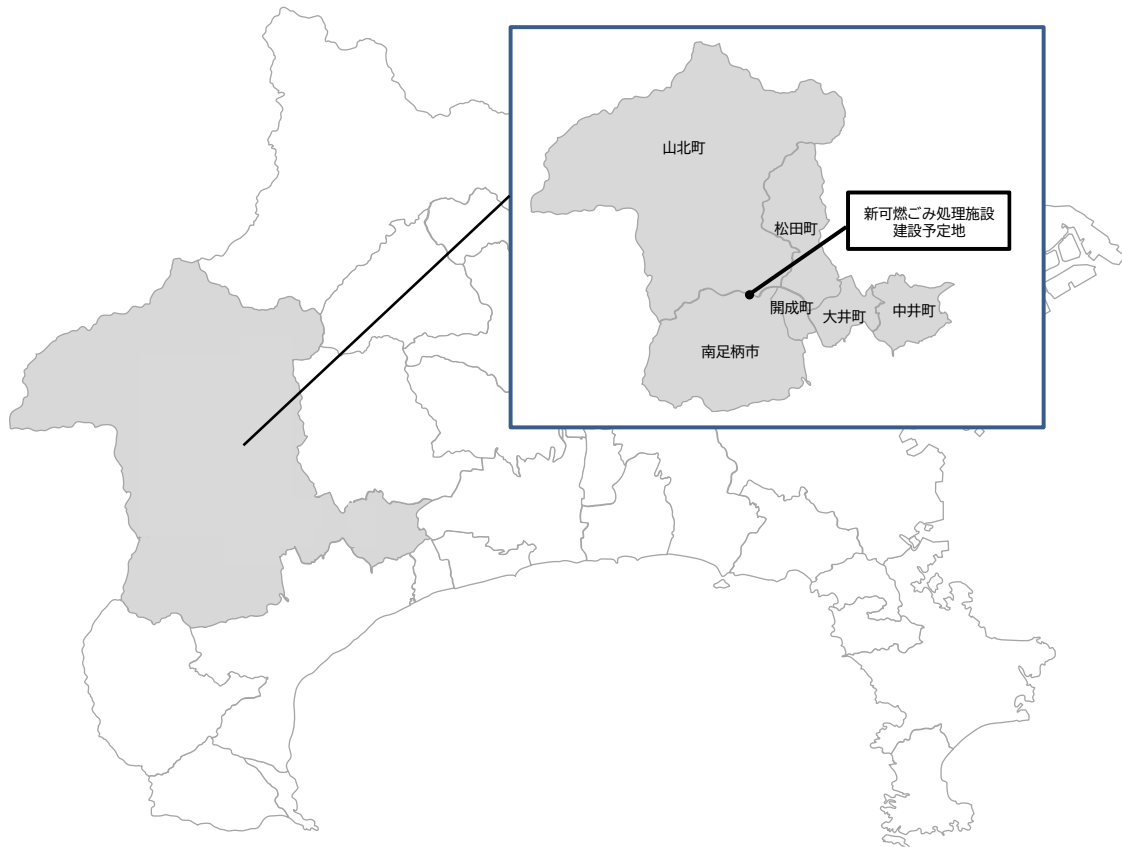 山北町
松田町
新可燃ごみ処理施設
建設予定地
開成町
大井町
中井町
南足柄市